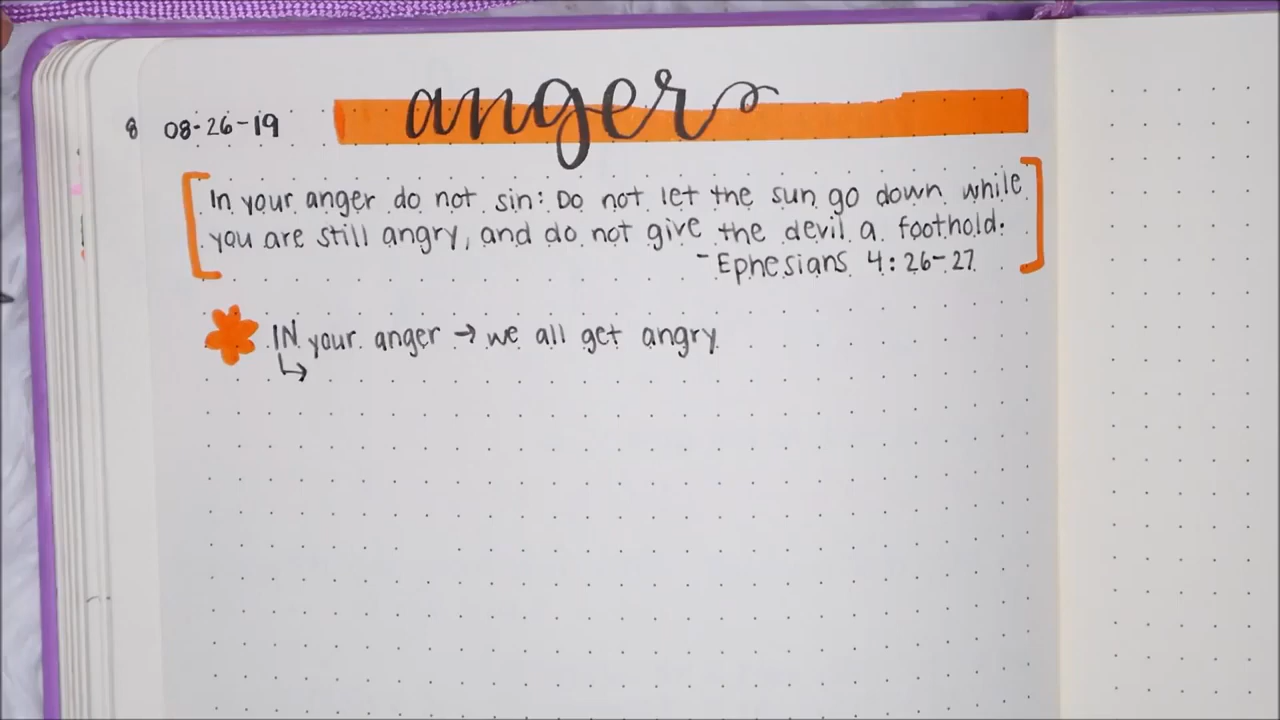 anger
8 08-26-19
In your anger do not sin: Do not let the sun go down while
you are still angry, and do not give the devil a foothold.
-Ephesians 4:26-27
IN your anger → we all get angry
↳